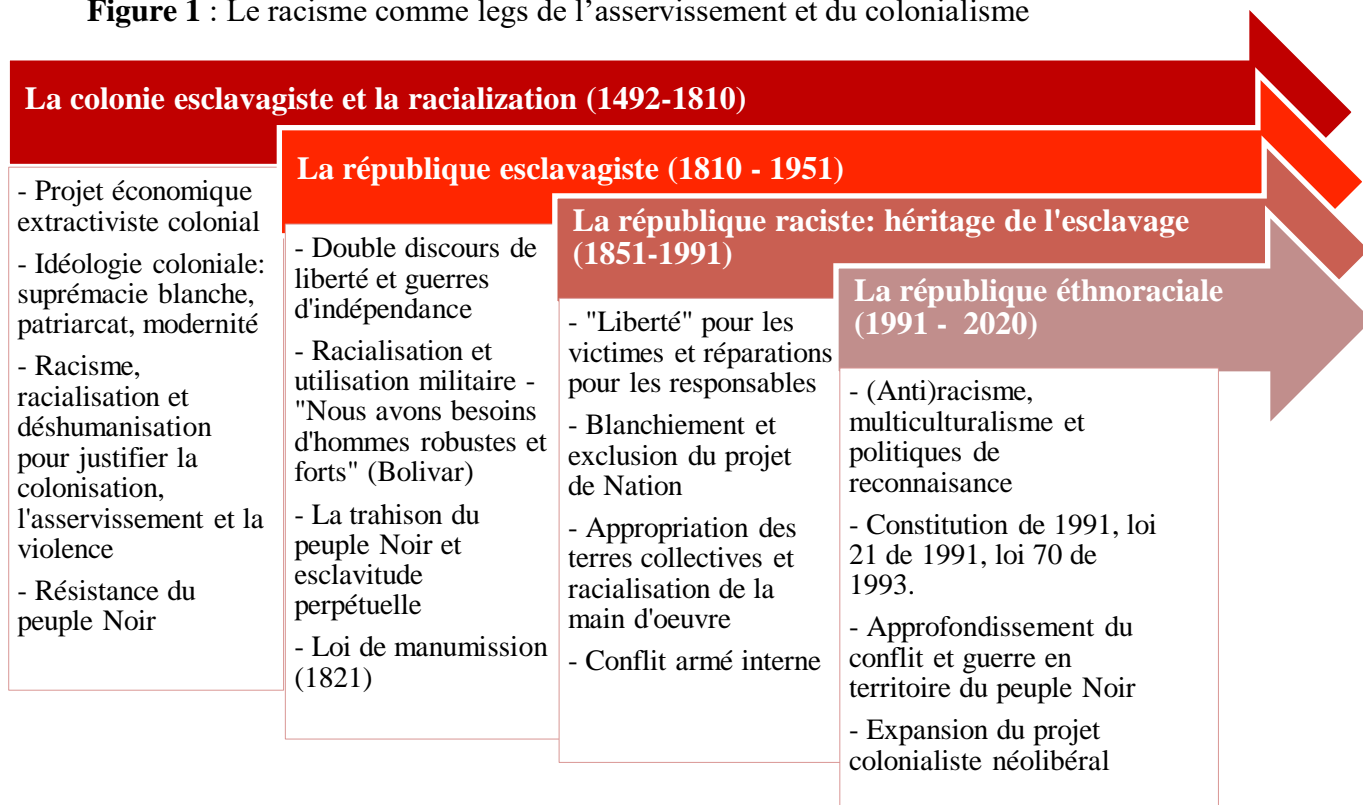 Figure 1 : Le racisme comme legs de l'asservissement et du colonialisme
La colonie esclavagiste et la racialization (1492-1810)
- Projet économique
extractiviste colonial
- Idéologie coloniale:
suprémacie blanche,
patriarcat, modernité
- Racisme,
racialisation et
déshumanisation
pour justifier la
colonisation,
l'asservissement et la
violence
- Résistance du
peuple Noir
La république esclavagiste (1810 - 1951)
- Double discours de
liberté et guerres
d'indépendance
- Racialisation et
utilisation militaire -
"Nous avons besoins
d'hommes robustes et
forts" (Bolivar)
- La trahison du
peuple Noir et
esclavitude
perpétuelle
- Loi de manumission
(1821)
La république raciste: héritage de l'esclavage
(1851-1991)
- "Liberté" pour les
victimes et réparations
pour les responsables
- Blanchiement et
exclusion du projet
de Nation
- Appropriation des
terres collectives et
racialisation de la
main d'oeuvre
- Conflit armé interne
La république éthnoraciale
(1991 - 2020)
- (Anti)racisme,
multiculturalisme et
politiques de
reconnaisance
- Constitution de 1991, loi
21 de 1991, loi 70 de
1993.
- Approfondissement du
conflit et guerre en
territoire du peuple Noir
- Expansion du projet
colonialiste néolibéral